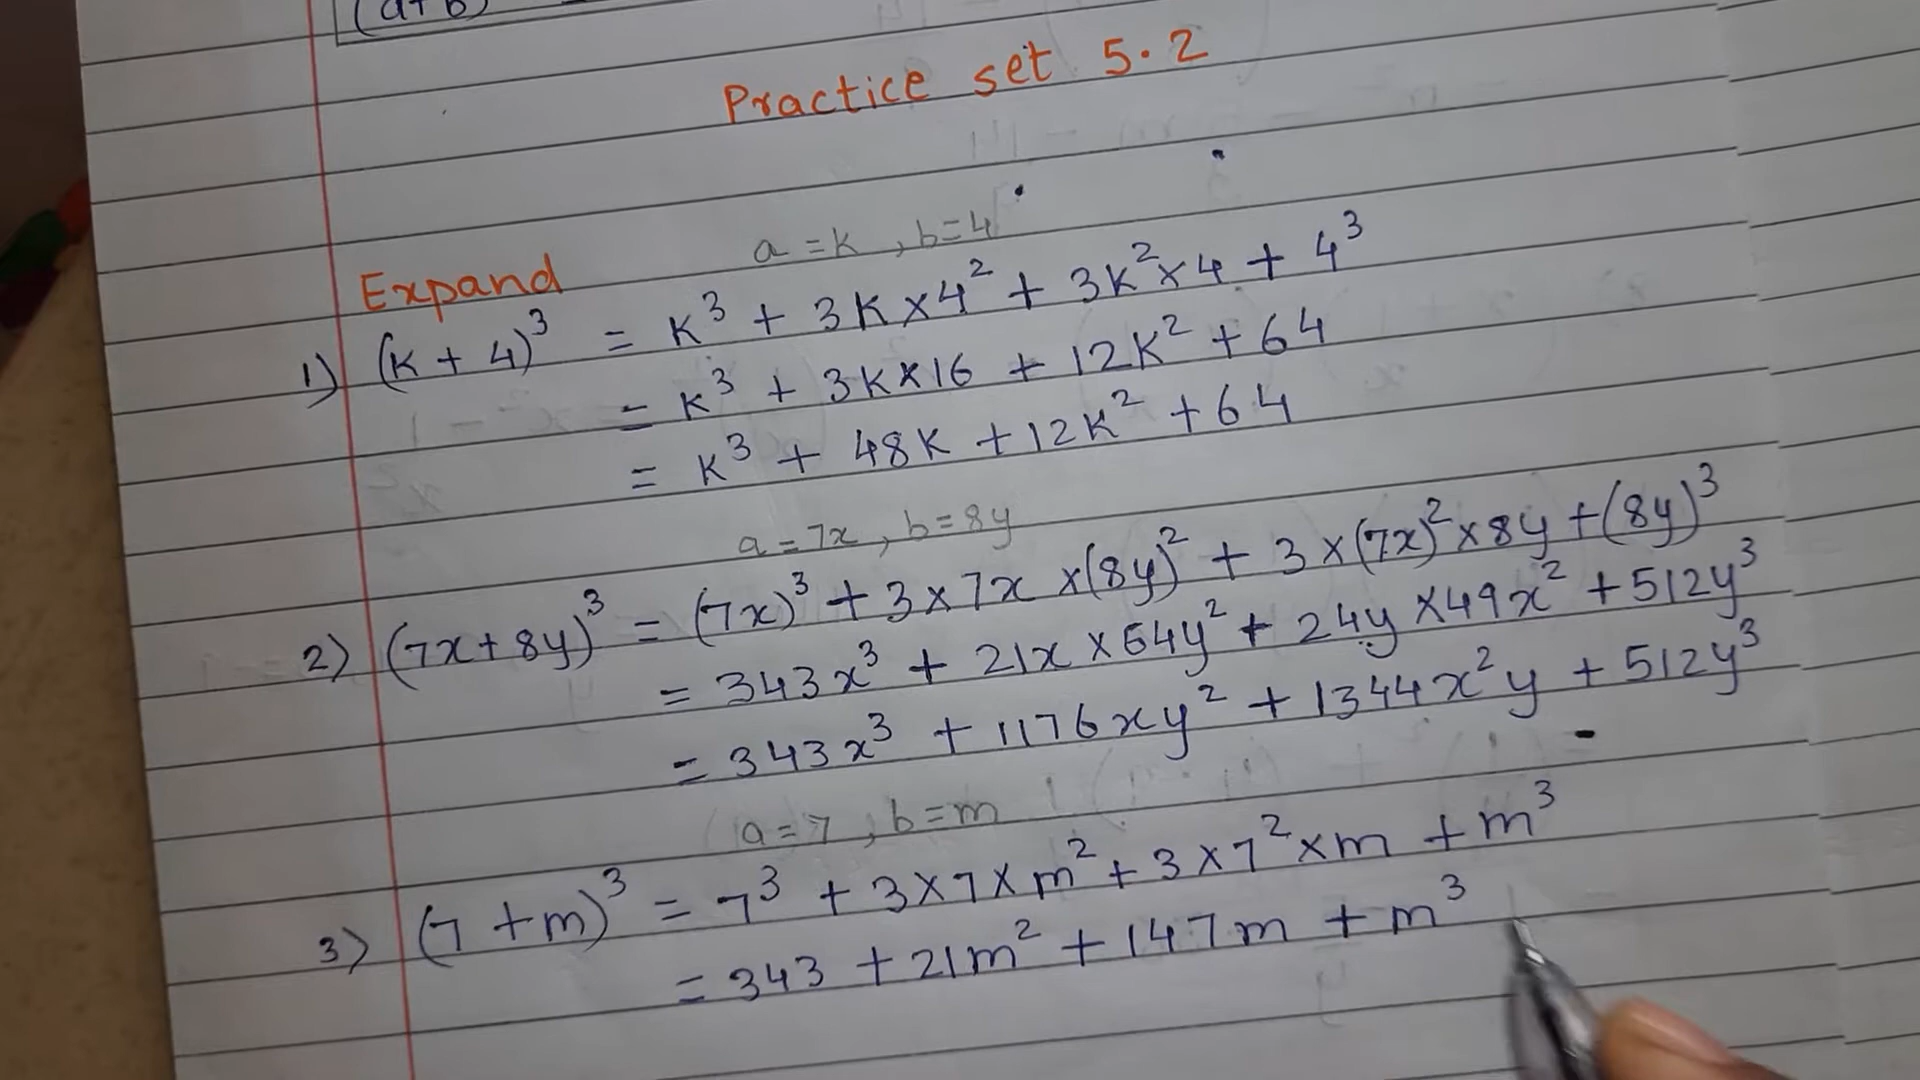 (a+b)
Practice set 5.2
Expand
a = k , b = 4
1) (k + 4)³ = k³ + 3k × 4² + 3k² × 4 + 4³
= k³ + 3k × 16 + 12k² + 64
= k³ + 48k + 12k² + 64
a = 7x , b = 8y
2) (7x + 8y)³ = (7x)³ + 3 × 7x × (8y)² + 3 × (7x)² × 8y + (8y)³
= 343x³ + 21x × 64y² + 24y × 49x² + 512y³
= 343x³ + 1176xy² + 1344x²y + 512y³
a = 7 , b = m
3) (7 + m)³ = 7³ + 3 × 7 × m² + 3 × 7² × m + m³
= 343 + 21m² + 147m + m³